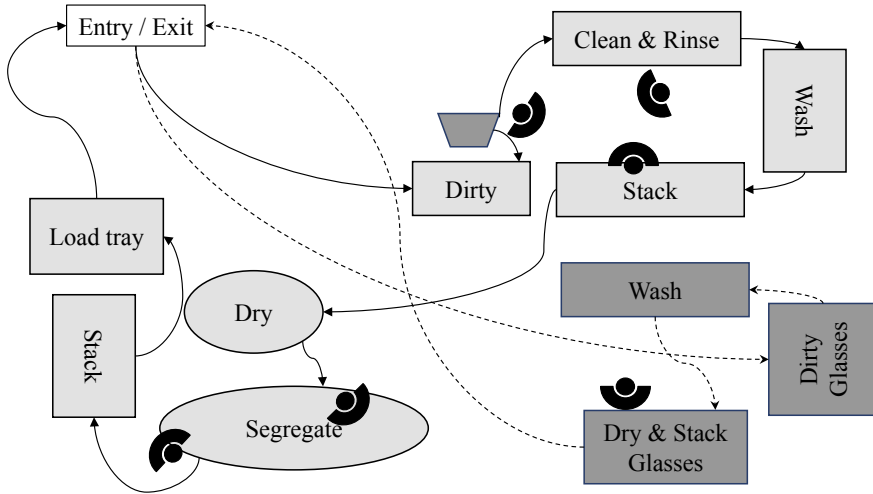 Entry / Exit
Clean & Rinse
Wash
Dirty
Stack
Load tray
Wash
Dry
Dirty
Glasses
Stack
Segregate
Dry & Stack
Glasses